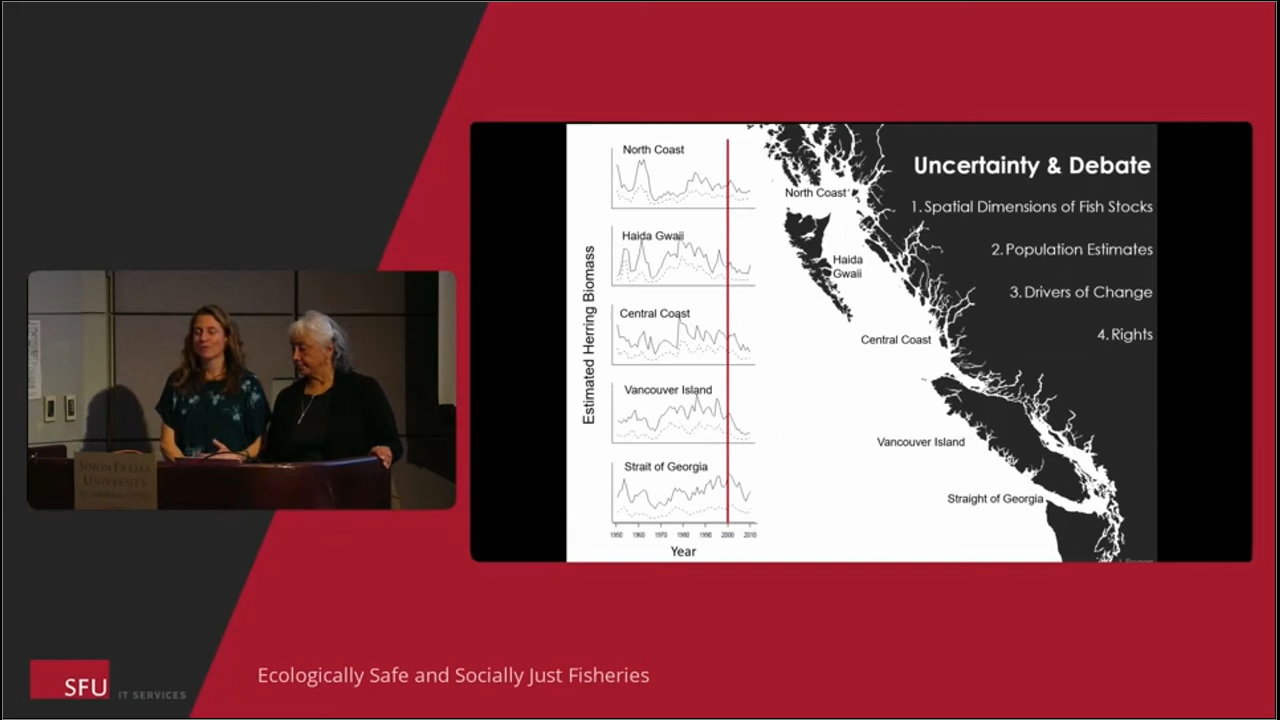 SIMON FRASER
UNIVERSITY
Estimated Herring Biomass
North Coast
Haida Gwaii
Central Coast
Vancouver Island
Strait of Georgia
1950 1960 1970 1980 1990 2000 2010
Year
North Coast
Haida
Gwaii
Central Coast
Vancouver Island
Straight of Georgia
Uncertainty & Debate
1. Spatial Dimensions of Fish Stocks
2. Population Estimates
3. Drivers of Change
4. Rights
SFU IT SERVICES
Ecologically Safe and Socially Just Fisheries